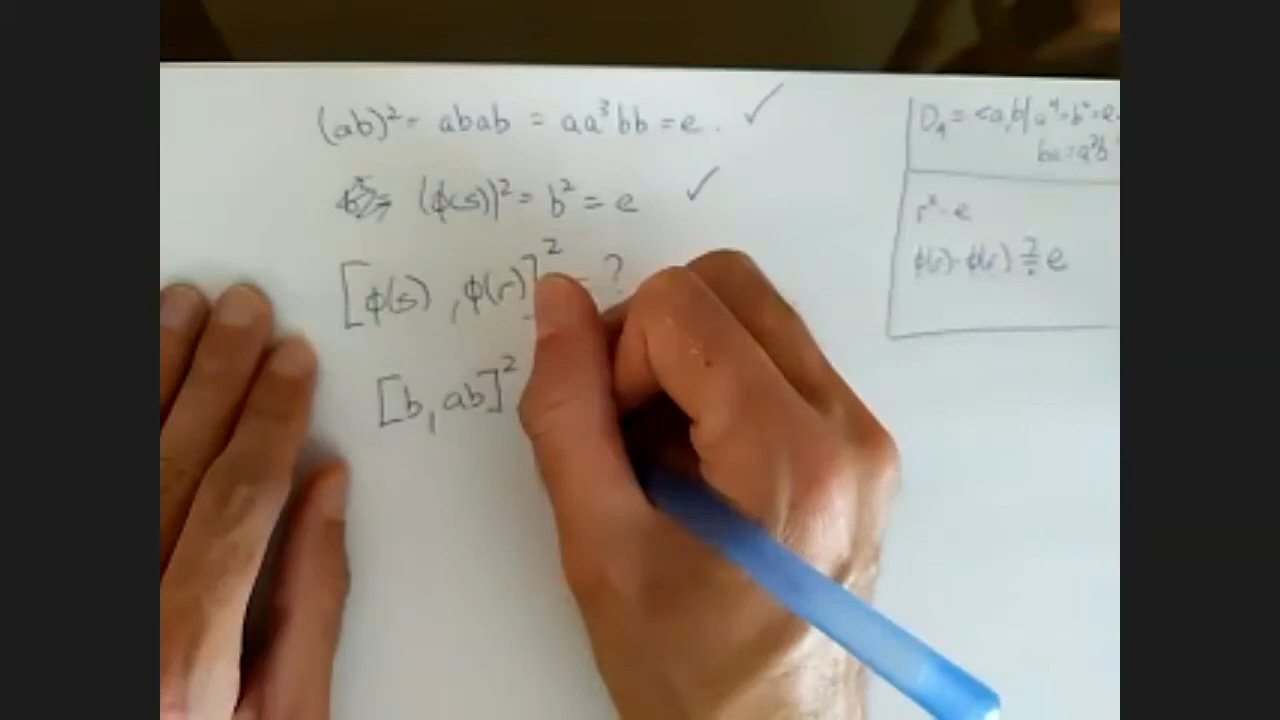 (ab)² = abab = aa³bb = e. ✓
(ϕ(s))² = b² = e ✓
[ϕ(s), ϕ(r)]² = ?
[b, ab]²
D₄ = <a,b| a⁴=b²=e
ba=a³b
r²=e
ϕ(r)·ϕ(r) ?= e